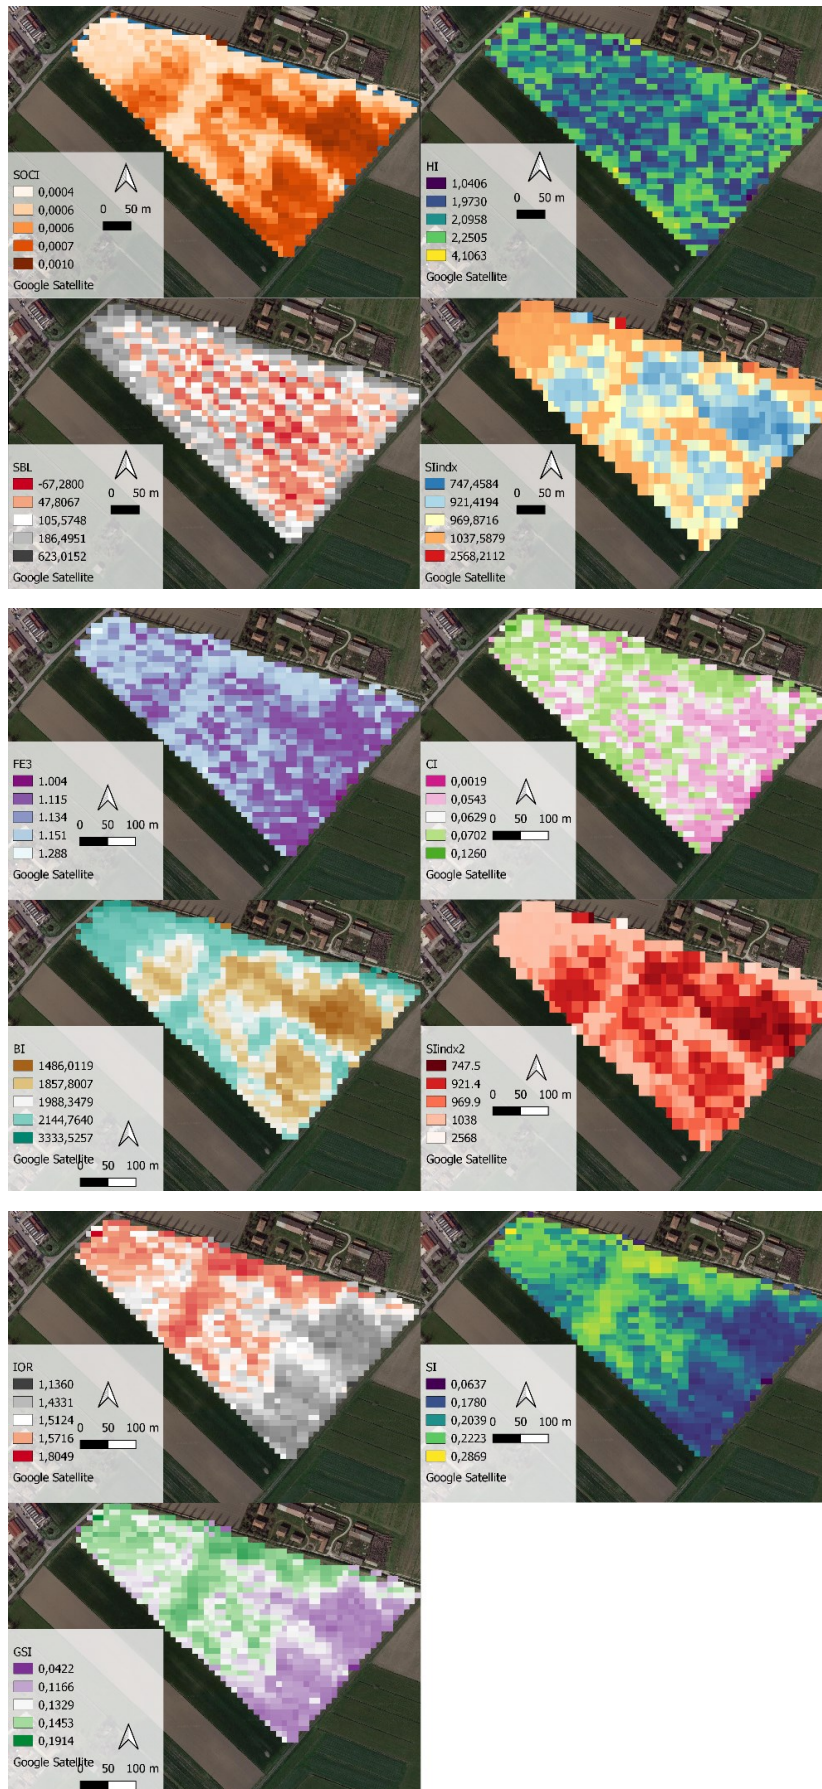 SOCI
0,0004
0,0006
0,0006
0,0007
0,0010
0 50 m
Google Satellite
HI
1,0406
1,9730
2,0958
2,2505
4,1063
0 50 m
Google Satellite
SBL
-67,2800
47,8067
105,5748
186,4951
623,0152
0 50 m
Google Satellite
SIindx
747,4584
921,4194
969,8716
1037,5879
2568,2112
0 50 m
Google Satellite
FE3
1.004
1.115
1.134
1.151
1.288
0 50 100 m
Google Satellite
CI
0,0019
0,0543
0,0629
0,0702
0,1260
0 50 100 m
Google Satellite
BI
1486,0119
1857,8007
1988,3479
2144,7640
3333,5257
Google Satellite
0 50 100 m
SIindx2
747.5
921.4
969.9
1038
2568
0 50 100 m
Google Satellite
IOR
1,1360
1,4331
1,5124
1,5716
1,8049
0 50 100 m
Google Satellite
SI
0,0637
0,1780
0,2039
0,2223
0,2869
0 50 100 m
Google Satellite
GSI
0,0422
0,1166
0,1329
0,1453
0,1914
Google Satellite
0 50 100 m